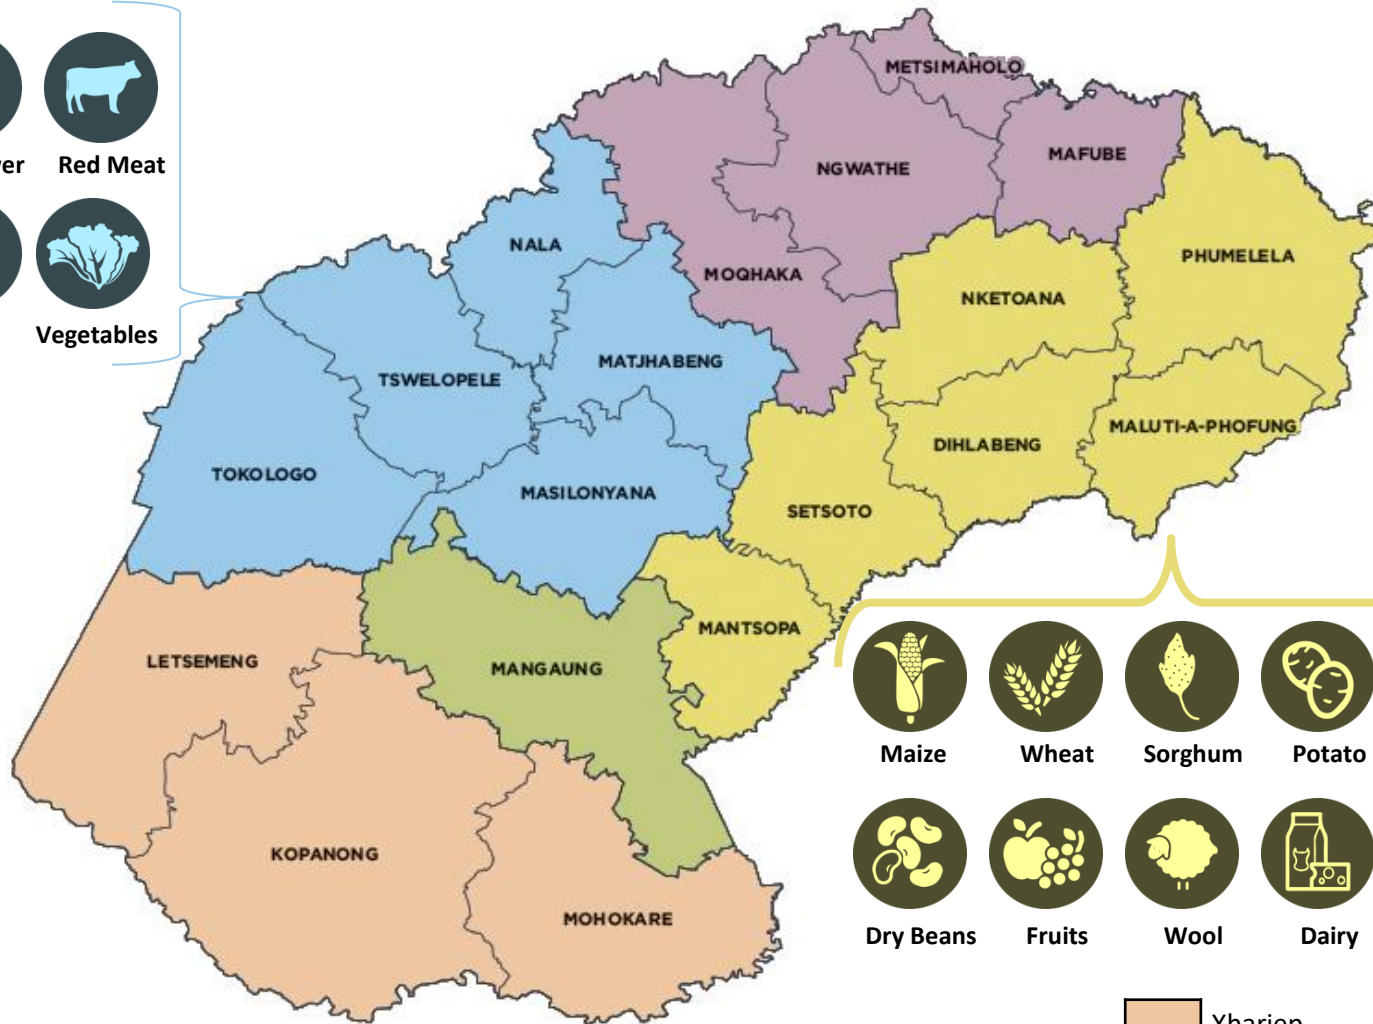 Red Meat
Vegetables
METSIMAHOLO
MAFUBE
NGWATHE
PHUMELELA
NALA
MOQHAKA
NKETOANA
MATJHABENG
TSWELOPELE
MALUTI-A-PHOFUNG
DIHLABENG
TOKOLOGO
MASILONYANA
SETSOTO
MANTSOPA
LETSEMENG
MANGAUNG
KOPANONG
MOHOKARE
Maize Wheat Sorghum Potato
Dry Beans Fruits Wool Dairy
Xharien